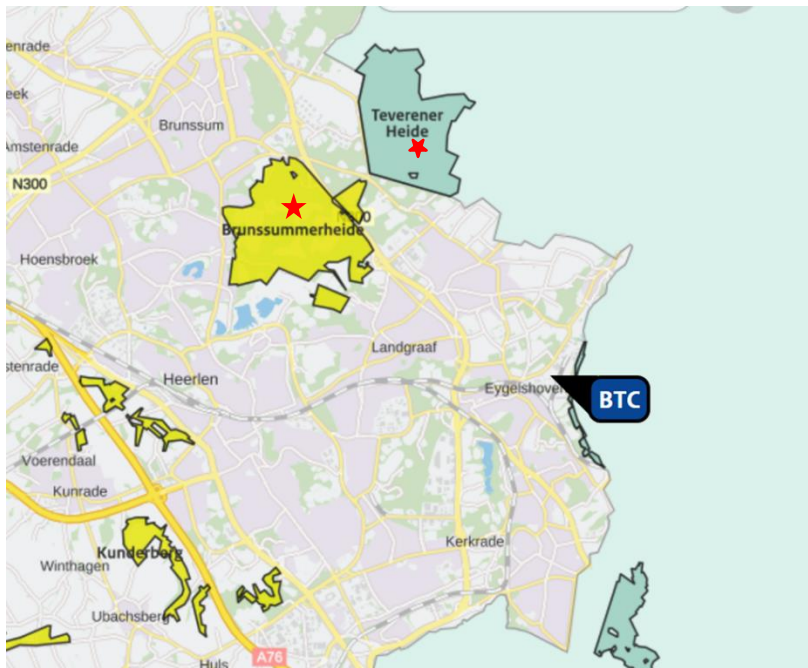 enrade
eek
Brunssum
Teverener
Heide
Amstenrade
N300
Brunssummerheide
Hoensbroek
Landgraaf
stenrade
Heerlen
Eygelshoven
BTC
Voerendaal
Kunrade
Kerkrade
Kunderberg
Winthagen
Ubachsberg
A76
Huls